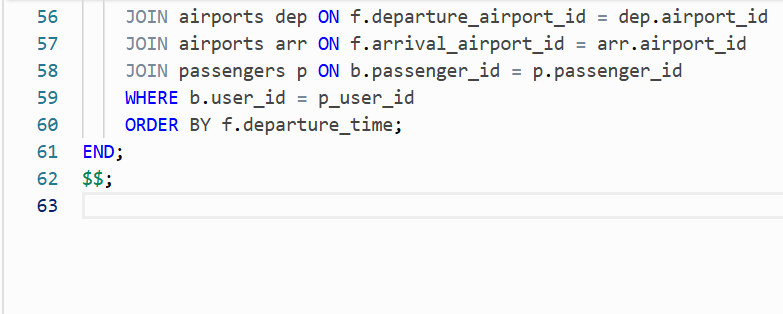 56 JOIN airports dep ON f.departure_airport_id = dep.airport_id
57 JOIN airports arr ON f.arrival_airport_id = arr.airport_id
58 JOIN passengers p ON b.passenger_id = p.passenger_id
59 WHERE b.user_id = p_user_id
60 ORDER BY f.departure_time;
61 END;
62 $$;
63